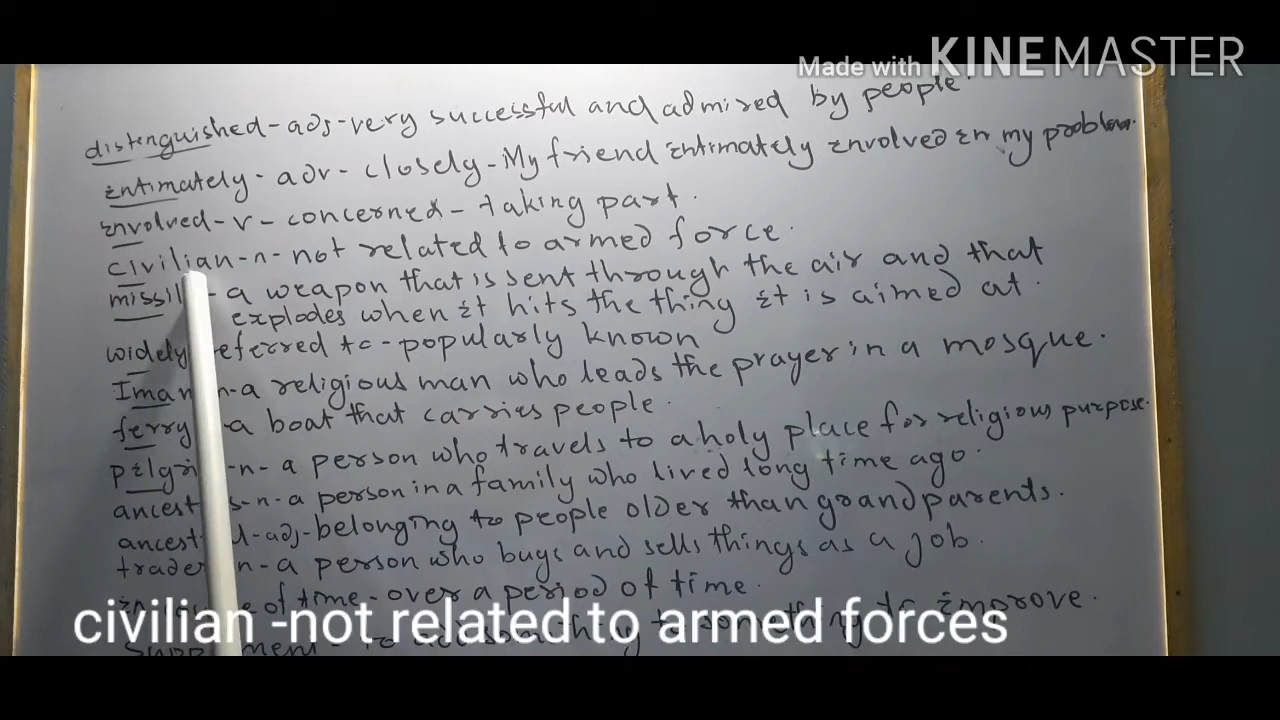 Made with KINEMASTER
distinguished-adj-very successful and admired by people.
intimately-adv-closely-My friend intimately involved in my problem.
involved-v-concerned-taking part.
civilian-n-not related to armed force.
missil - a weapon that is sent through the air and that
explodes when it hits the thing it is aimed at.
widely referred to-popularly known
Imam n-a religious man who leads the prayer in a mosque.
ferry - a boat that carries people.
pilgri -n- a person who travels to a holy place for religious purpose.
ancest s-n-a person in a family who lived long time ago.
ancest l-adj-belonging to people older than grandparents.
trader n-a person who buys and sells things as a job.
of time-over a period of time.
to improve.
civilian -not related to armed forces